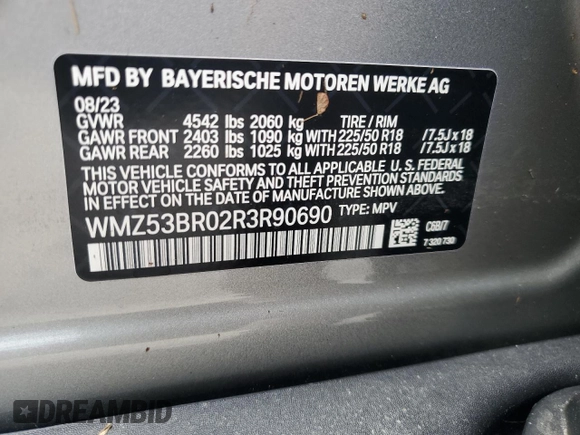 MFD BY BAYERISCHE MOTOREN WERKE AG
08/23
GVWR 4542 lbs 2060 kg TIRE / RIM
GAWR FRONT 2403 lbs 1090 kg WITH 225/50 R18 /7.5J x 18
GAWR REAR 2260 lbs 1025 kg WITH 225/50 R18 /7.5J x 18
THIS VEHICLE CONFORMS TO ALL APPLICABLE U. S. FEDERAL
MOTOR VEHICLE SAFETY AND THEFT PREVENTION STANDARDS
IN EFFECT ON THE DATE OF MANUFACTURE SHOWN ABOVE.
WMZ53BR02R3R90690 TYPE: MPV
C6B/7
7 320 730
DREAMBID